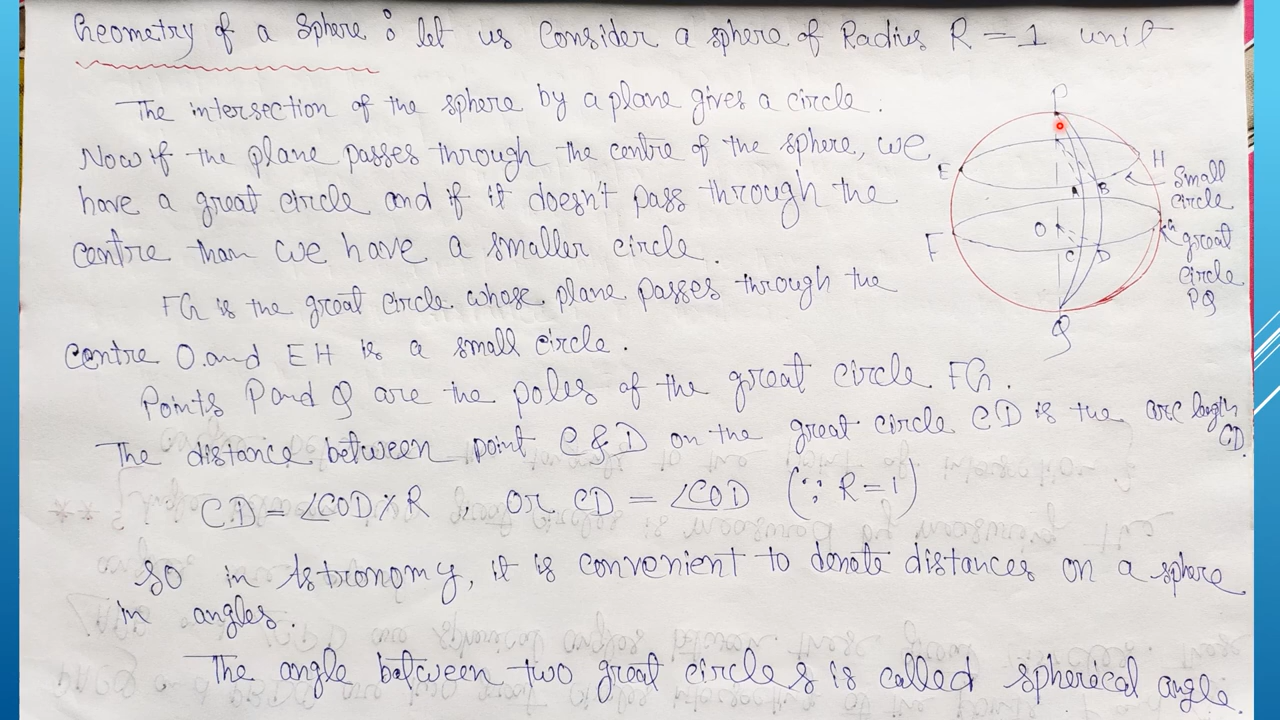 Geometry of a Sphere : let us Consider a sphere of Radius R = 1 unit
The intersection of the sphere by a plane gives a circle.
Now if the plane passes through the centre of the sphere, we
have a great circle and if it doesn't pass through the
centre than we have a smaller circle.
FG is the great circle whose plane passes through the
centre O. and EH is a small circle.
Points P and Q are the poles of the great circle FG.
The distance between point C & D on the great circle CD is the arc length CD.
CD = ∠COD × R , or CD = ∠COD (∵ R = 1)
so in Astronomy, it is convenient to denote distances on a sphere
in angles.
The angle between two great circles is called spherical angle.
P
E
H
A
B
small
circle
F
O
C
D
G
great
circle
PQ
Q